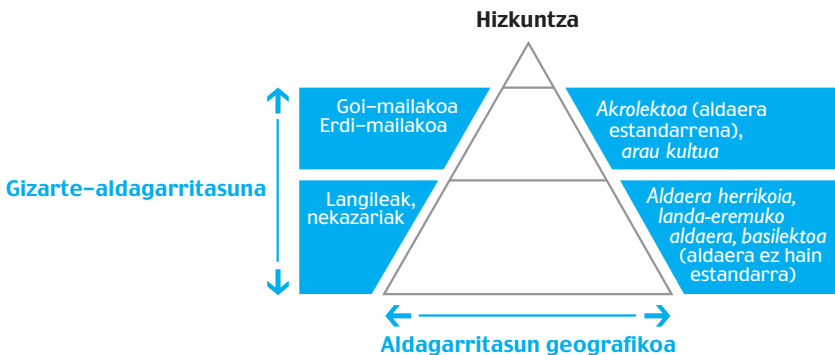 Hizkuntza
Goi-mailakoa
Erdi-mailakoa
Akrolektoa (aldaera
estandarrena),
arau kultua
Gizarte-aldagarritasuna
Langileak,
nekazariak
Aldaera herrikoia,
landa-eremuko
aldaera, basilektoa
(aldaera ez hain
estandarra)
Aldagarritasun geografikoa